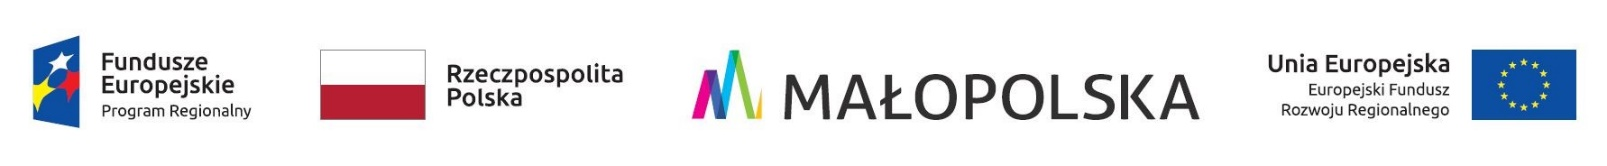 Fundusze
Europejskie
Program Regionalny
Rzeczpospolita
Polska
MAŁOPOLSKA
Unia Europejska
Europejski Fundusz
Rozwoju Regionalnego